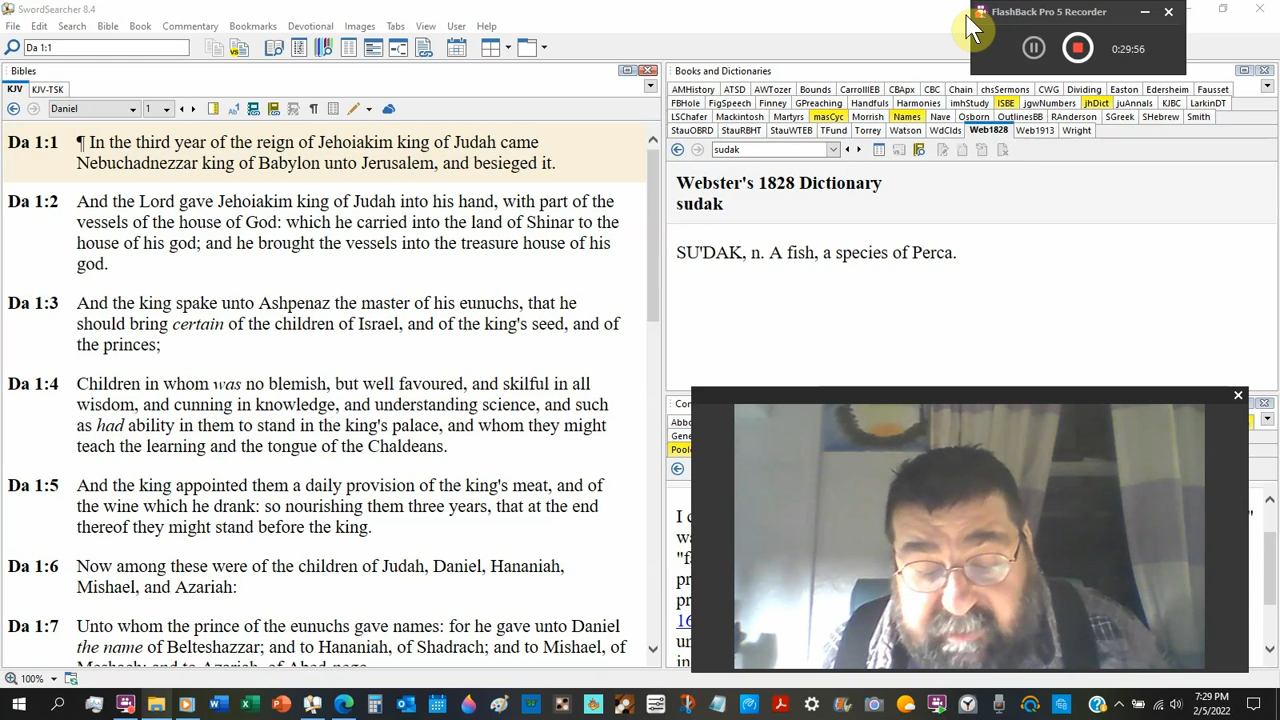 SwordSearcher 8.4
FlashBack Pro 5 Recorder
File Edit Search Bible Book Commentary Bookmarks Devotional Images Tabs View User Help
Da 1:1
0:29:56
Bibles
KJV KJV-TSK
Daniel 1
Da 1:1 ¶ In the third year of the reign of Jehoiakim king of Judah came
Nebuchadnezzar king of Babylon unto Jerusalem, and besieged it.
Da 1:2 And the Lord gave Jehoiakim king of Judah into his hand, with part of the
vessels of the house of God: which he carried into the land of Shinar to the
house of his god; and he brought the vessels into the treasure house of his
god.
Da 1:3 And the king spake unto Ashpenaz the master of his eunuchs, that he
should bring certain of the children of Israel, and of the king's seed, and of
the princes;
Da 1:4 Children in whom was no blemish, but well favoured, and skilful in all
wisdom, and cunning in knowledge, and understanding science, and such
as had ability in them to stand in the king's palace, and whom they might
teach the learning and the tongue of the Chaldeans.
Da 1:5 And the king appointed them a daily provision of the king's meat, and of
the wine which he drank: so nourishing them three years, that at the end
thereof they might stand before the king.
Da 1:6 Now among these were of the children of Judah, Daniel, Hananiah,
Mishael, and Azariah:
Da 1:7 Unto whom the prince of the eunuchs gave names: for he gave unto Daniel
the name of Belteshazzar; and to Hananiah, of Shadrach; and to Mishael, of
Meshach; and to Azariah, of Abed-nego.
100%
Books and Dictionaries
AMHistory ATSD AWTozer Bounds CarrollIEB CBApx CBC Chain chsSermons CWG Easton Edersheim Fausset
FBHole FigSpeech Finney GPreaching Handfuls Harmonies imhStudy ISBE jgwNumbers jhDict juAnnals KJBC LarkinDT
LSChafer Mackintosh Martyrs masCyc Morrish Names Nave Osborn OutlinesBB RAnderson SGreek SHebrew Smith
StauOBRD StauRBHT StauWTEB TFund Torrey Watson WdClds Web1828 Web1913 Wright
sudak
Webster's 1828 Dictionary
sudak
SU'DAK, n. A fish, a species of Perca.
7:29 PM
2/5/2022